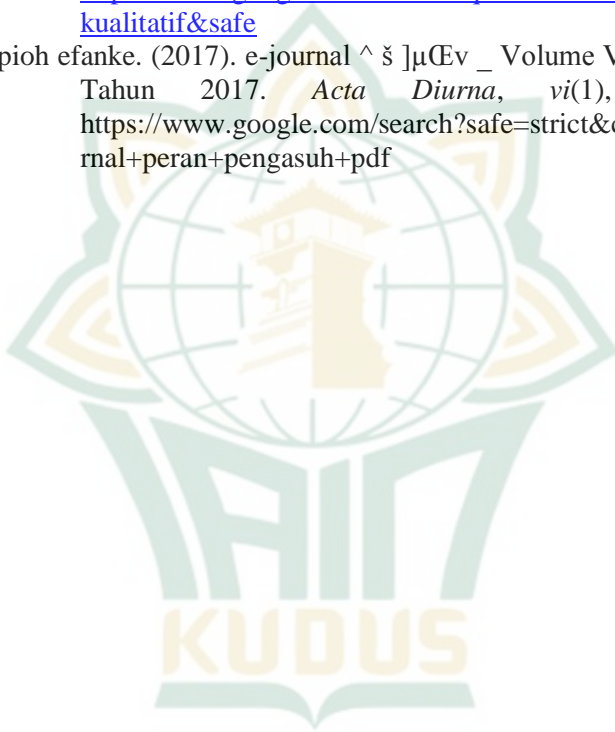 kualitatif&safe
pioh efanke. (2017). e-journal ^ š ]µŒv _ Volume V
Tahun 2017. Acta Diurna, vi(1),
https://www.google.com/search?safe=strict&
rnal+peran+pengasuh+pdf
IAIN
KUDUS